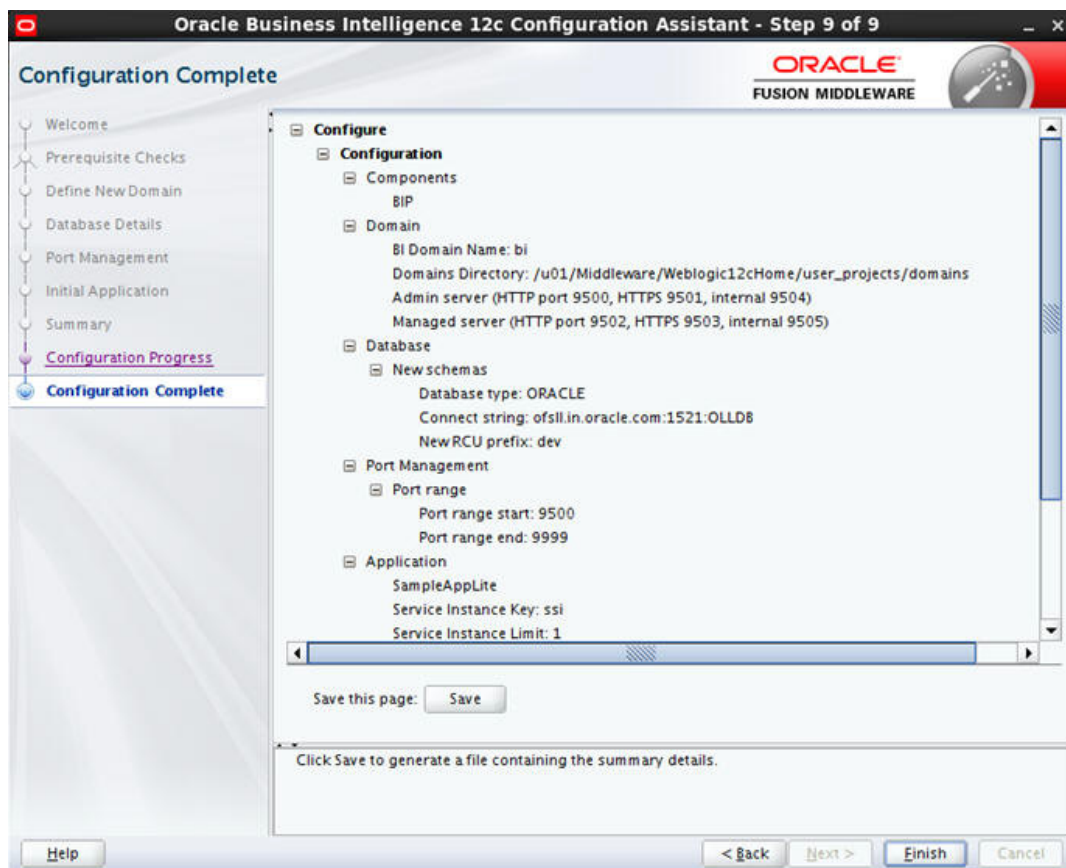 Oracle Business Intelligence 12c Configuration Assistant - Step 9 of 9
Configuration Complete
ORACLE
FUSION MIDDLEWARE
Welcome
Prerequisite Checks
Define New Domain
Database Details
Port Management
Initial Application
Summary
Configuration Progress
Configuration Complete
Configure
Configuration
Components
BIP
Domain
BI Domain Name: bi
Domains Directory: /u01/Middleware/Weblogic12cHome/user_projects/domains
Admin server (HTTP port 9500, HTTPS 9501, internal 9504)
Managed server (HTTP port 9502, HTTPS 9503, internal 9505)
Database
New schemas
Database type: ORACLE
Connect string: ofsll.in.oracle.com:1521:OLLDB
New RCU prefix: dev
Port Management
Port range
Port range start: 9500
Port range end: 9999
Application
SampleAppLite
Service Instance Key: ssi
Service Instance Limit: 1
Save this page: Save
Click Save to generate a file containing the summary details.
Help < Back Next > Finish Cancel